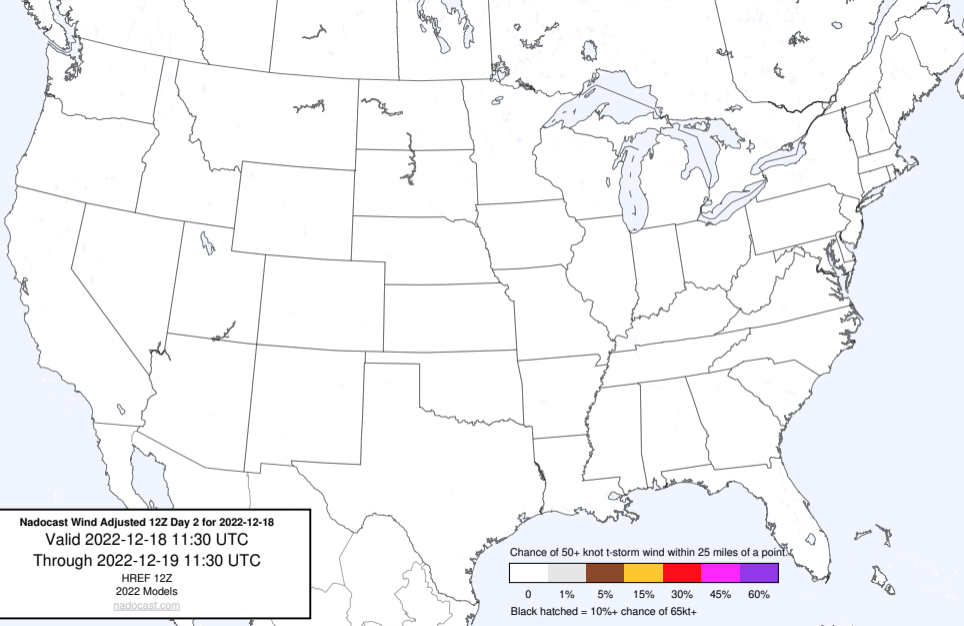 Nadocast Wind Adjusted 12Z Day 2 for 2022-12-18
Valid 2022-12-18 11:30 UTC
Through 2022-12-19 11:30 UTC
HREF 12Z
2022 Models
nadocast.com
Chance of 50+ knot t-storm wind within 25 miles of a point.
0 1% 5% 15% 30% 45% 60%
Black hatched = 10%+ chance of 65kt+